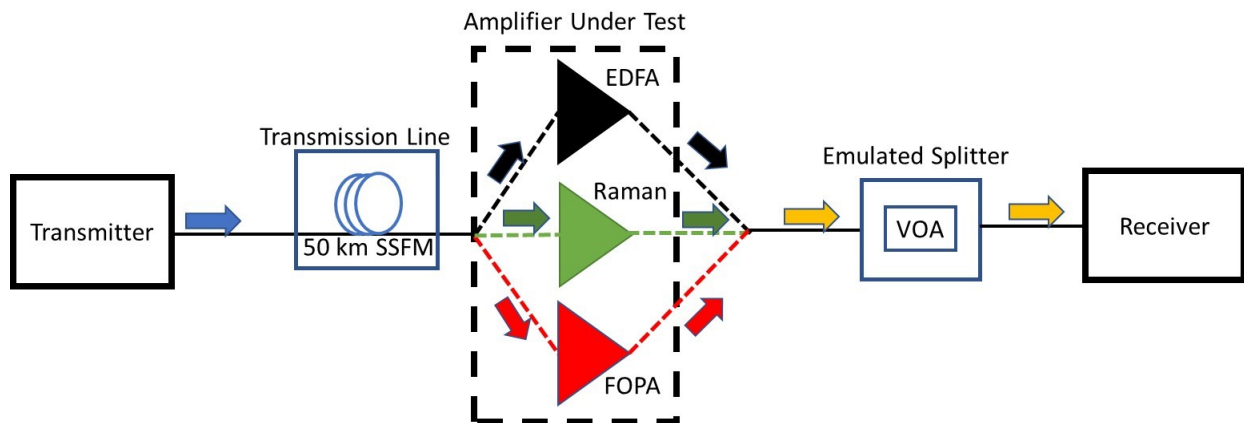 Amplifier Under Test
EDFA
Transmission Line
Emulated Splitter
Raman
Transmitter
50 km SSFM
VOA
Receiver
FOPA